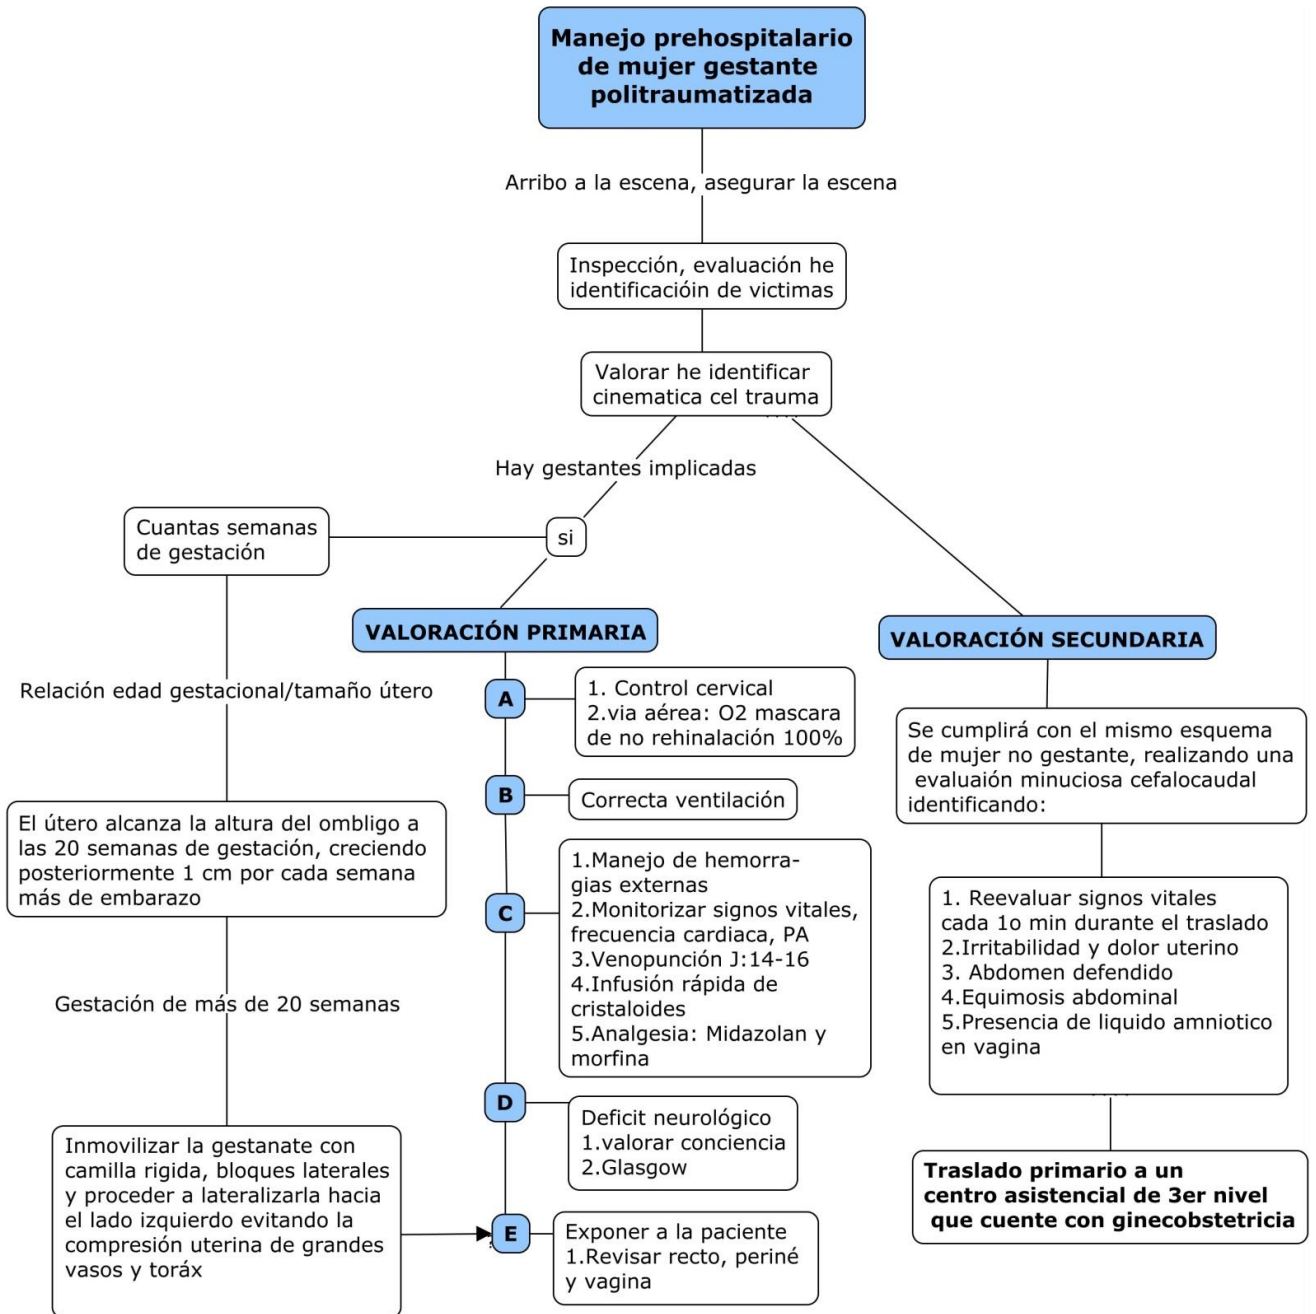 Manejo prehospitalario
de mujer gestante
politraumatizada
Arribo a la escena, asegurar la escena
Inspección, evaluación he
identificacióin de victimas
Valorar he identificar
cinematica cel trauma
Hay gestantes implicadas
si
Cuantas semanas
de gestación
Relación edad gestacional/tamaño útero
El útero alcanza la altura del ombligo a
las 20 semanas de gestación, creciendo
posteriormente 1 cm por cada semana
más de embarazo
Gestación de más de 20 semanas
Inmovilizar la gestanate con
camilla rigida, bloques laterales
y proceder a lateralizarla hacia
el lado izquierdo evitando la
compresión uterina de grandes
vasos y toráx
VALORACIÓN PRIMARIA
A
1. Control cervical
2.via aérea: O2 mascara
de no rehinalación 100%
B
Correcta ventilación
C
1.Manejo de hemorra-
gias externas
2.Monitorizar signos vitales,
frecuencia cardiaca, PA
3.Venopunción J:14-16
4.Infusión rápida de
cristaloides
5.Analgesia: Midazolan y
morfina
D
Deficit neurológico
1.valorar conciencia
2.Glasgow
E
Exponer a la paciente
1.Revisar recto, periné
y vagina
VALORACIÓN SECUNDARIA
Se cumplirá con el mismo esquema
de mujer no gestante, realizando una
evaluaión minuciosa cefalocaudal
identificando:
1. Reevaluar signos vitales
cada 1o min durante el traslado
2.Irritabilidad y dolor uterino
3. Abdomen defendido
4.Equimosis abdominal
5.Presencia de liquido amniotico
en vagina
Traslado primario a un
centro asistencial de 3er nivel
que cuente con ginecobstetricia